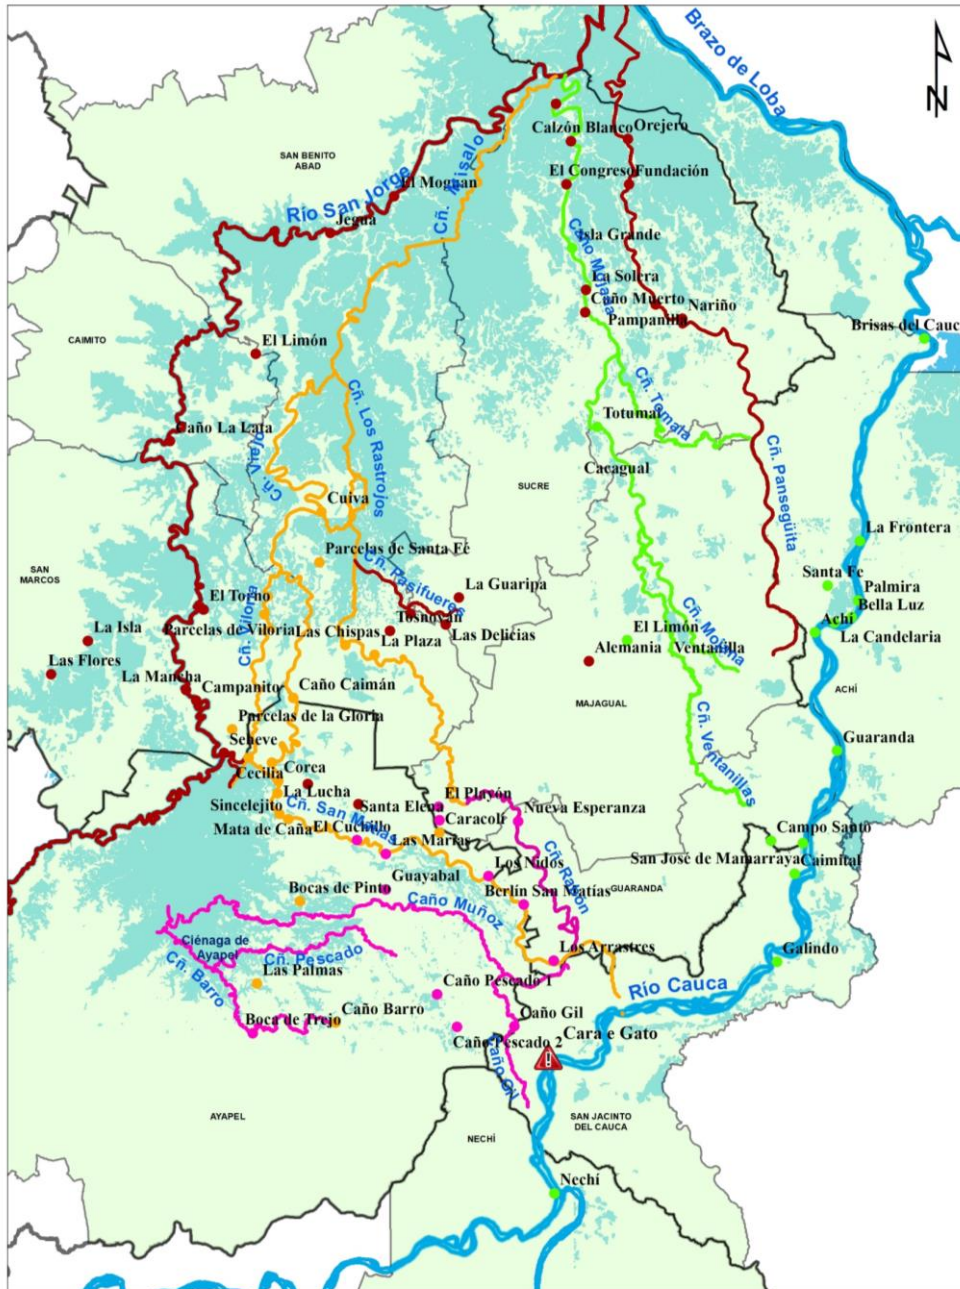 Brazo de Loba
N
Calzón Blanco
Orejero
SAN BENITO
ABAD
Cñ. Misalo
El Congreso
Fundación
El Mogaan
Río San Jorge
Jegua
Isla Grande
Caño Mojana
La Solera
Caño Muerto
Nariño
Pampanilla
Brisas del Cauc
CAIMITO
El Limón
Cñ. Los Rastrojos
Cñ. Tomala
Totumal
Caño La Lata
Cñ. Viejo
Cñ. Pansegüita
Cacagual
SUCRE
Cuiva
La Frontera
Parcelas de Santa Fé
SAN
MARCOS
Cñ. Pasifueres
La Guaripa
Santa Fe
Palmira
Bella Luz
El Torno
Cñ. Viloria
Tosnován
Achí
Parcelas de Viloria
Las Chispas
La Plaza
Las Delicias
El Limón
Cñ. Mojana
La Candelaria
La Isla
Alemania
Ventanilla
Las Flores
La Mancha
Campanito
Caño Caimán
ACHÍ
MAJAGUAL
Cñ. Ventanillas
Parcelas de la Gloria
Seheve
Guaranda
Cecilia
Corea
La Lucha
El Playón
Sincelejito
Cñ. San Matías
Santa Elena
Nueva Esperanza
Caracolí
Mata de Caña
El Cuchillo
Las Marías
Campo Santo
Cñ. Rabón
San José de Mamarraya
Caimital
Los Nidos
Guayabal
Bocas de Pinto
Berlín
San Matías
GUARANDA
Caño Muñoz
Ciénaga de
Ayapel
Cñ. Pescado
Los Arrastres
Galindo
Cñ. Barro
Las Palmas
Caño Pescado 1
Río Cauca
Caño Barro
Boca de Trejo
Caño Gil
Cara e Gato
Caño Pescado 2
Caño Gil
AYAPEL
NECHÍ
SAN JACINTO
DEL CAUCA
Nechí